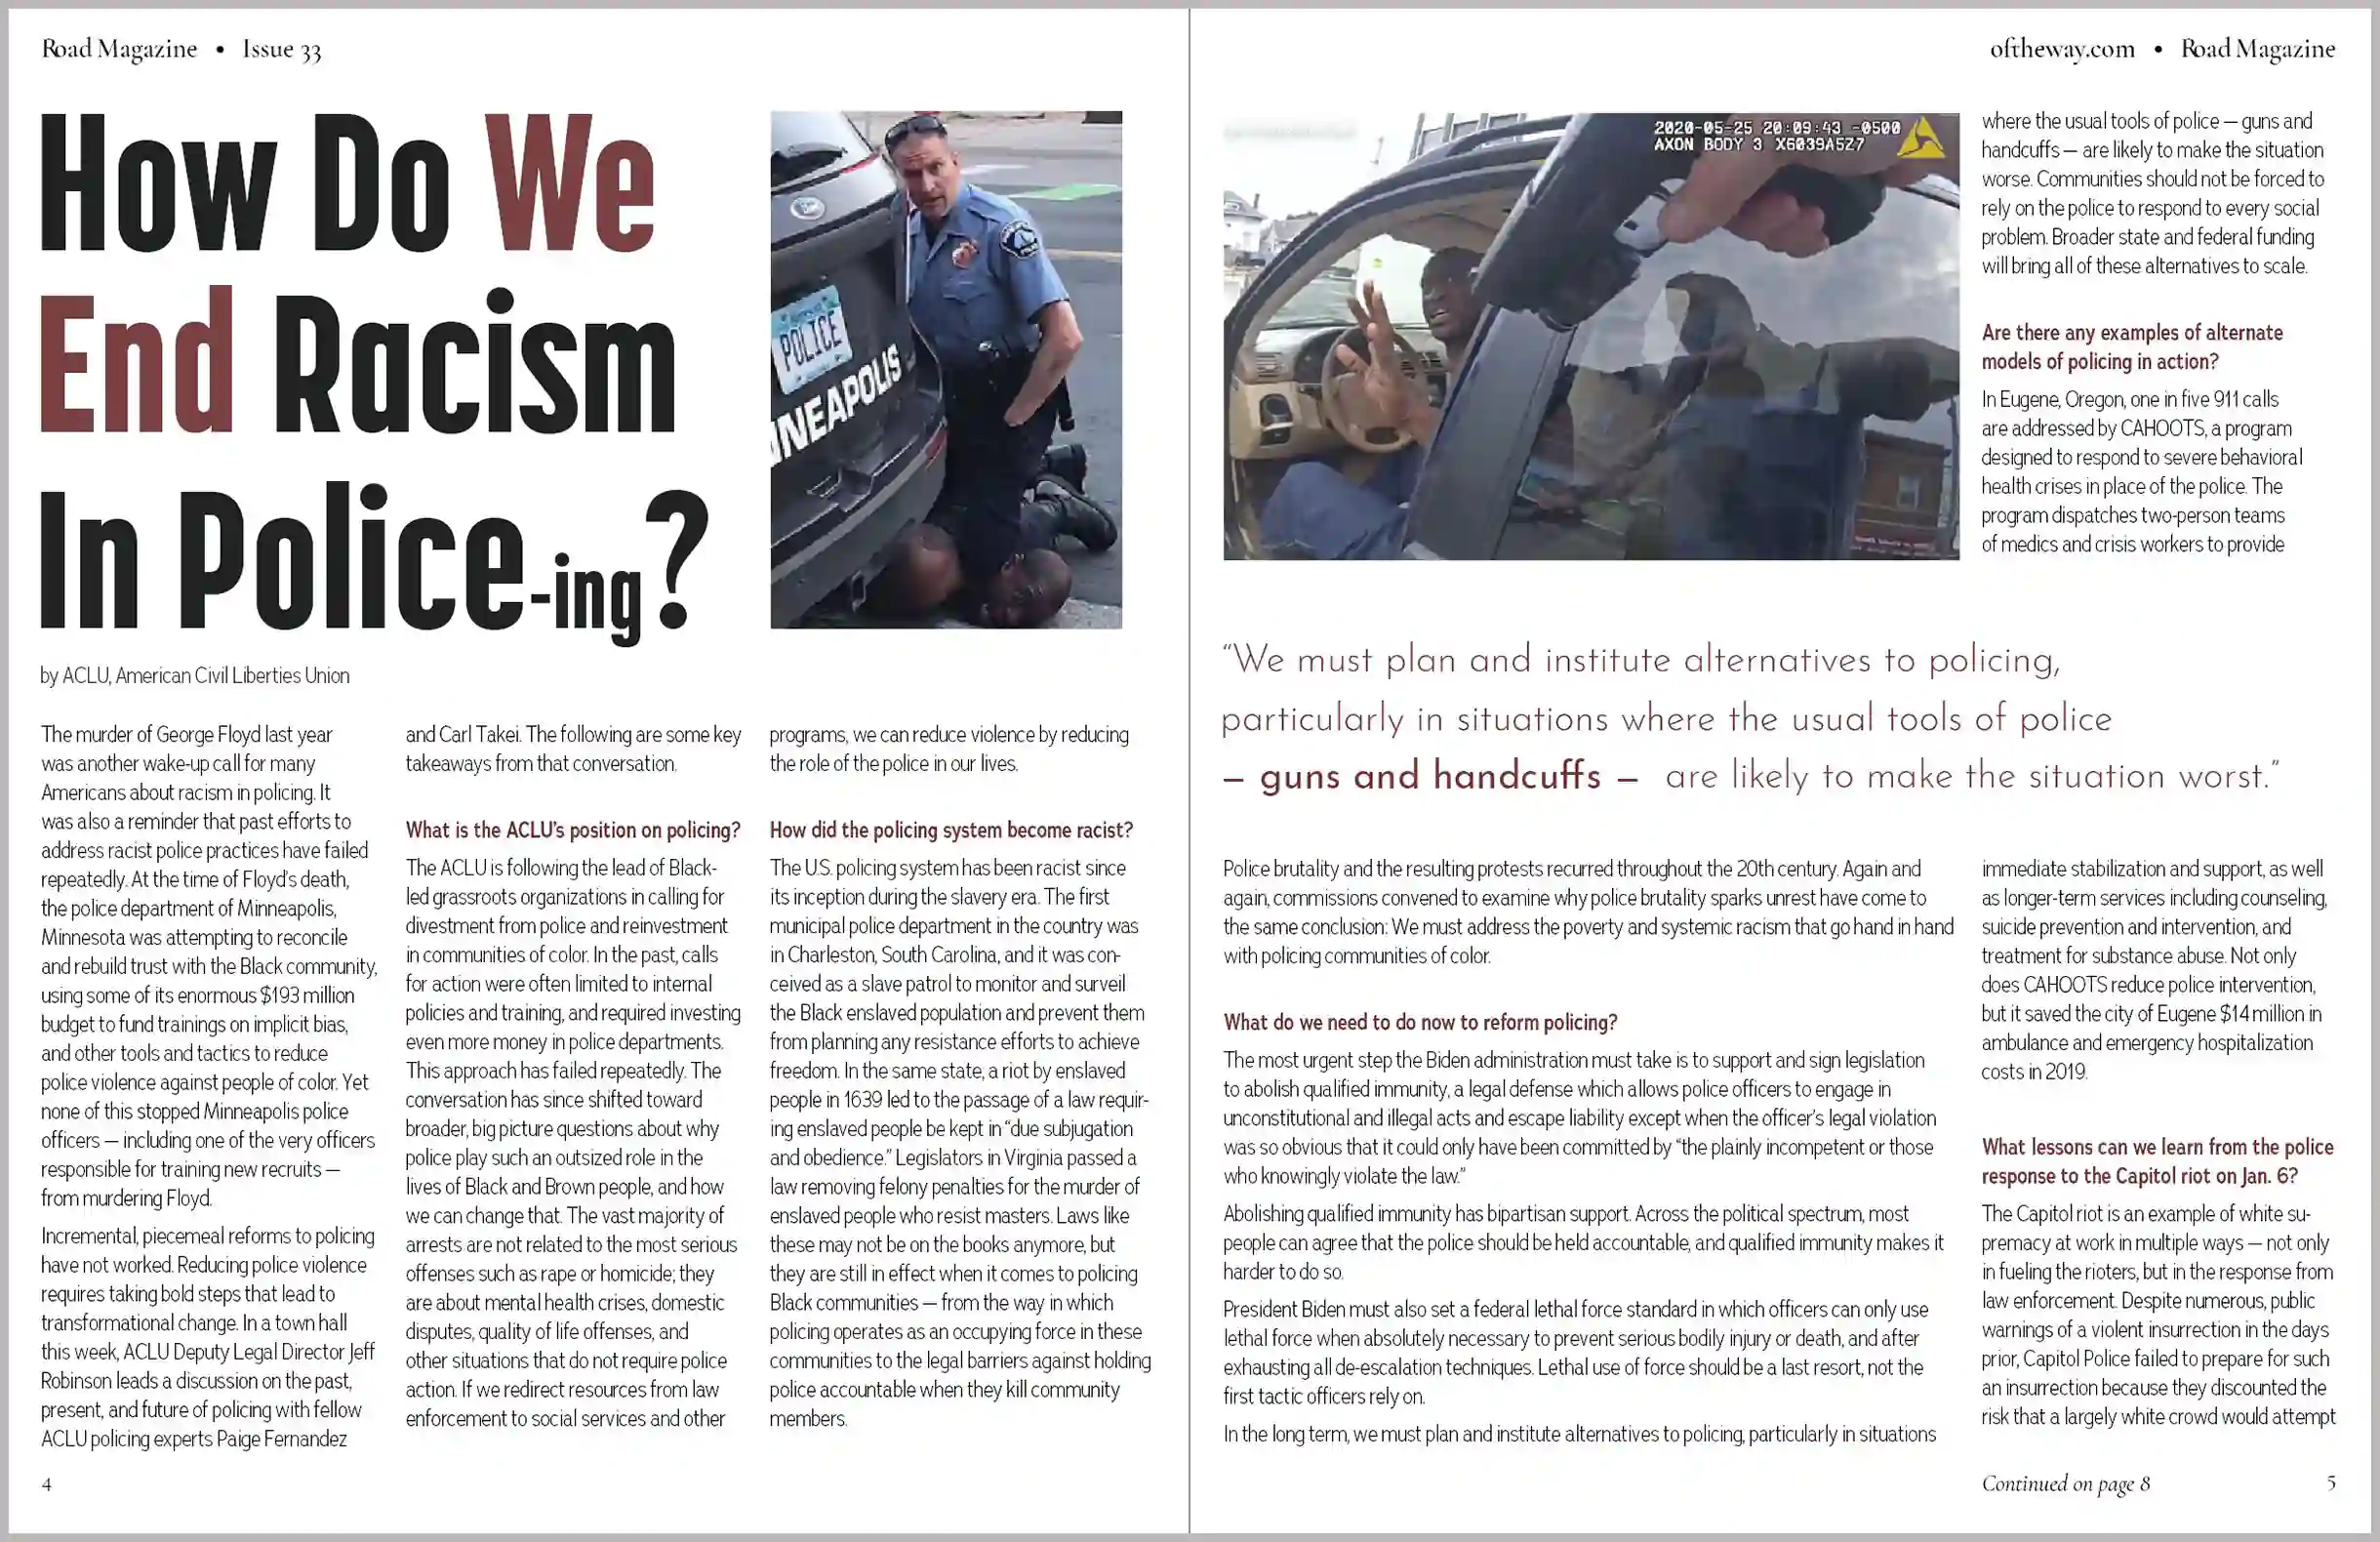 Road Magazine • Issue 33
How Do We
End Racism
In Police-ing?
by ACLU, American Civil Liberties Union
POLICE
NNEAPOLIS
The murder of George Floyd last year
was another wake-up call for many
Americans about racism in policing. It
was also a reminder that past efforts to
address racist police practices have failed
repeatedly. At the time of Floyd's death,
the police department of Minneapolis,
Minnesota was attempting to reconcile
and rebuild trust with the Black community,
using some of its enormous $193 million
budget to fund trainings on implicit bias,
and other tools and tactics to reduce
police violence against people of color. Yet
none of this stopped Minneapolis police
officers — including one of the very officers
responsible for training new recruits —
from murdering Floyd.
Incremental, piecemeal reforms to policing
have not worked. Reducing police violence
requires taking bold steps that lead to
transformational change. In a town hall
this week, ACLU Deputy Legal Director Jeff
Robinson leads a discussion on the past,
present, and future of policing with fellow
ACLU policing experts Paige Fernandez
and Carl Takei. The following are some key
takeaways from that conversation.
What is the ACLU's position on policing?
The ACLU is following the lead of Black-
led grassroots organizations in calling for
divestment from police and reinvestment
in communities of color. In the past, calls
for action were often limited to internal
policies and training, and required investing
even more money in police departments.
This approach has failed repeatedly. The
conversation has since shifted toward
broader, big picture questions about why
police play such an outsized role in the
lives of Black and Brown people, and how
we can change that. The vast majority of
arrests are not related to the most serious
offenses such as rape or homicide; they
are about mental health crises, domestic
disputes, quality of life offenses, and
other situations that do not require police
action. If we redirect resources from law
enforcement to social services and other
programs, we can reduce violence by reducing
the role of the police in our lives.
How did the policing system become racist?
The U.S. policing system has been racist since
its inception during the slavery era. The first
municipal police department in the country was
in Charleston, South Carolina, and it was con-
ceived as a slave patrol to monitor and surveil
the Black enslaved population and prevent them
from planning any resistance efforts to achieve
freedom. In the same state, a riot by enslaved
people in 1639 led to the passage of a law requir-
ing enslaved people be kept in “due subjugation
and obedience.” Legislators in Virginia passed a
law removing felony penalties for the murder of
enslaved people who resist masters. Laws like
these may not be on the books anymore, but
they are still in effect when it comes to policing
Black communities — from the way in which
policing operates as an occupying force in these
communities to the legal barriers against holding
police accountable when they kill community
members.
4
oftheway.com • Road Magazine
2020-05-25 20:09:43 -0500
AXON BODY 3 X6039A5Z7
“We must plan and institute alternatives to policing,
particularly in situations where the usual tools of police
— guns and handcuffs — are likely to make the situation worst.”
Police brutality and the resulting protests recurred throughout the 20th century. Again and
again, commissions convened to examine why police brutality sparks unrest have come to
the same conclusion: We must address the poverty and systemic racism that go hand in hand
with policing communities of color.
What do we need to do now to reform policing?
The most urgent step the Biden administration must take is to support and sign legislation
to abolish qualified immunity, a legal defense which allows police officers to engage in
unconstitutional and illegal acts and escape liability except when the officer's legal violation
was so obvious that it could only have been committed by “the plainly incompetent or those
who knowingly violate the law.”
Abolishing qualified immunity has bipartisan support. Across the political spectrum, most
people can agree that the police should be held accountable, and qualified immunity makes it
harder to do so.
President Biden must also set a federal lethal force standard in which officers can only use
lethal force when absolutely necessary to prevent serious bodily injury or death, and after
exhausting all de-escalation techniques. Lethal use of force should be a last resort, not the
first tactic officers rely on.
In the long term, we must plan and institute alternatives to policing, particularly in situations
where the usual tools of police — guns and
handcuffs — are likely to make the situation
worse. Communities should not be forced to
rely on the police to respond to every social
problem. Broader state and federal funding
will bring all of these alternatives to scale.
Are there any examples of alternate
models of policing in action?
In Eugene, Oregon, one in five 911 calls
are addressed by CAHOOTS, a program
designed to respond to severe behavioral
health crises in place of the police. The
program dispatches two-person teams
of medics and crisis workers to provide
immediate stabilization and support, as well
as longer-term services including counseling,
suicide prevention and intervention, and
treatment for substance abuse. Not only
does CAHOOTS reduce police intervention,
but it saved the city of Eugene $14 million in
ambulance and emergency hospitalization
costs in 2019.
What lessons can we learn from the police
response to the Capitol riot on Jan. 6?
The Capitol riot is an example of white su-
premacy at work in multiple ways — not only
in fueling the rioters, but in the response from
law enforcement. Despite numerous, public
warnings of a violent insurrection in the days
prior, Capitol Police failed to prepare for such
an insurrection because they discounted the
risk that a largely white crowd would attempt
Continued on page 8
5